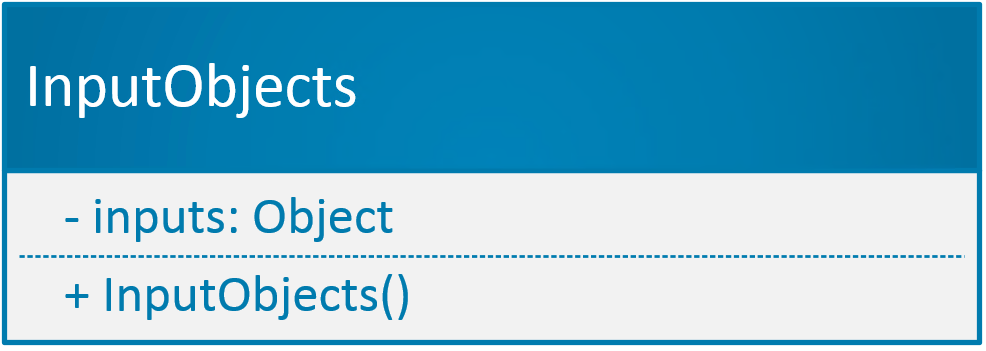 InputObjects
- inputs: Object
+ InputObjects()